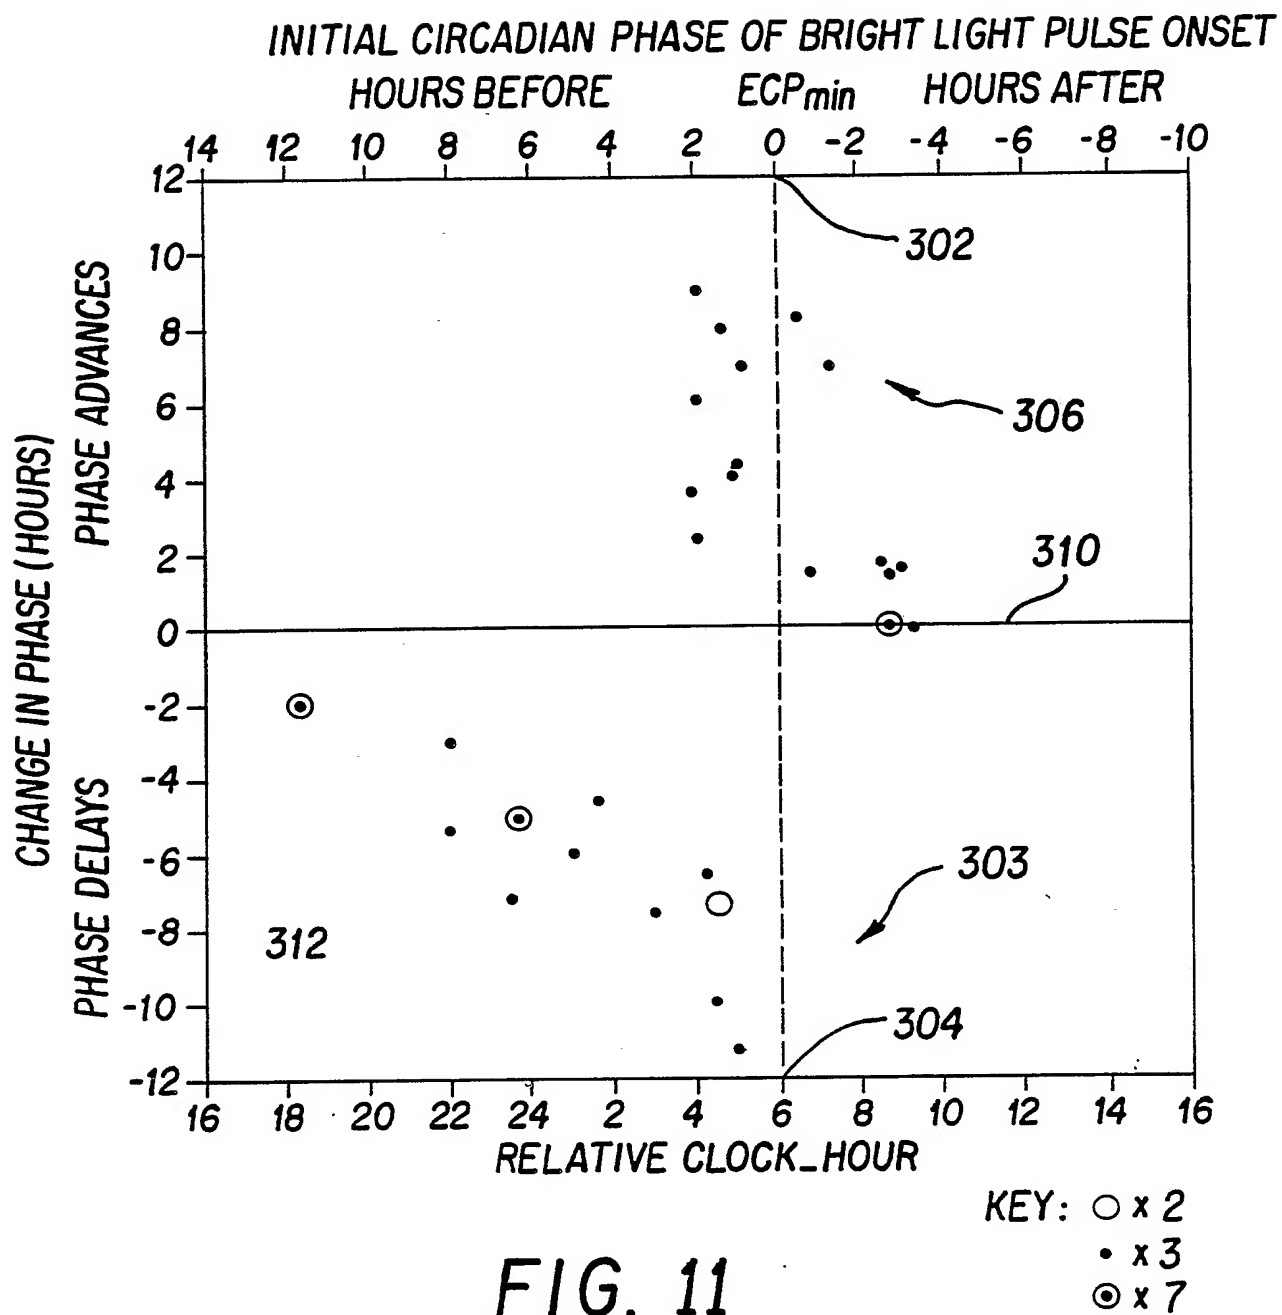 INITIAL CIRCADIAN PHASE OF BRIGHT LIGHT PULSE ONSET
HOURS BEFORE ECPmin HOURS AFTER
14 12 10 8 6 4 2 0 -2 -4 -6 -8 -10
CHANGE IN PHASE (HOURS)
PHASE ADVANCES
PHASE DELAYS
12
10
8
6
4
2
0
-2
-4
-6
-8
-10
-12
302
306
310
303
312
304
16 18 20 22 24 2 4 6 8 10 12 14 16
RELATIVE CLOCK_HOUR
KEY: ○ x 2
• x 3
⊙ x 7
FIG. 11